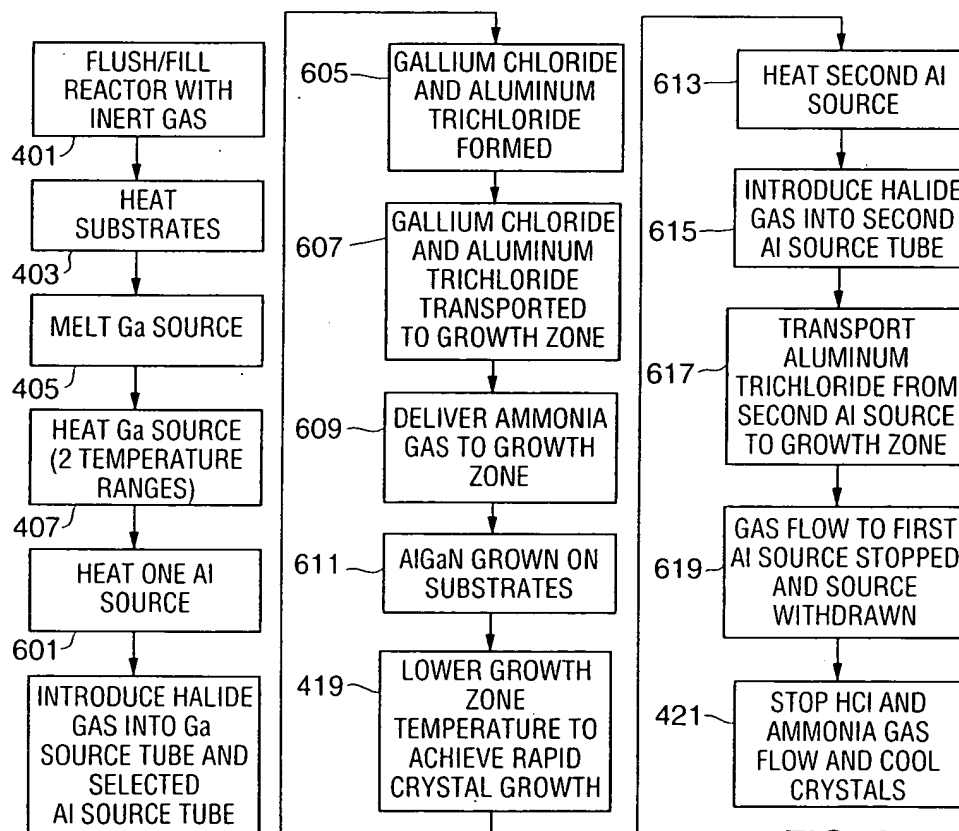 FLUSH/FILL
REACTOR WITH
INERT GAS
401
HEAT
SUBSTRATES
403
MELT Ga SOURCE
405
HEAT Ga SOURCE
(2 TEMPERATURE
RANGES)
407
HEAT ONE Al
SOURCE
601
INTRODUCE HALIDE
GAS INTO Ga
SOURCE TUBE AND
SELECTED
Al SOURCE TUBE
605
GALLIUM CHLORIDE
AND ALUMINUM
TRICHLORIDE
FORMED
607
GALLIUM CHLORIDE
AND ALUMINUM
TRICHLORIDE
TRANSPORTED
TO GROWTH ZONE
609
DELIVER AMMONIA
GAS TO GROWTH
ZONE
611
AlGaN GROWN ON
SUBSTRATES
419
LOWER GROWTH
ZONE
TEMPERATURE TO
ACHIEVE RAPID
CRYSTAL GROWTH
613
HEAT SECOND Al
SOURCE
615
INTRODUCE HALIDE
GAS INTO SECOND
Al SOURCE TUBE
617
TRANSPORT
ALUMINUM
TRICHLORIDE FROM
SECOND Al SOURCE
TO GROWTH ZONE
619
GAS FLOW TO FIRST
Al SOURCE STOPPED
AND SOURCE
WITHDRAWN
421
STOP HCl AND
AMMONIA GAS
FLOW AND COOL
CRYSTALS